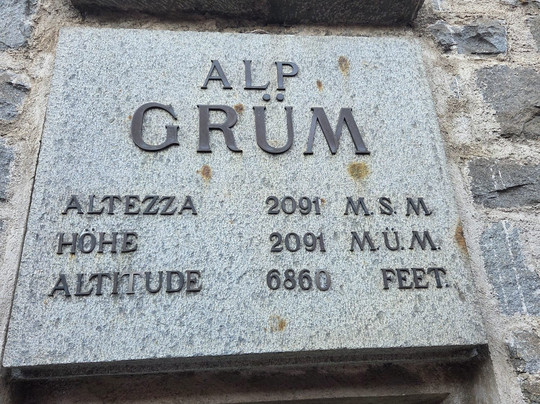 ALP
GRÜM
ALTEZZA 2091 M.S.M.
HÖHE 2091 M.Ü.M.
ALTITUDE 6860 FEET.